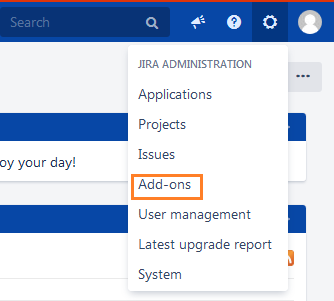 Search
JIRA ADMINISTRATION
Applications
Projects
Issues
oy your day!
Add-ons
User management
Latest upgrade report
System